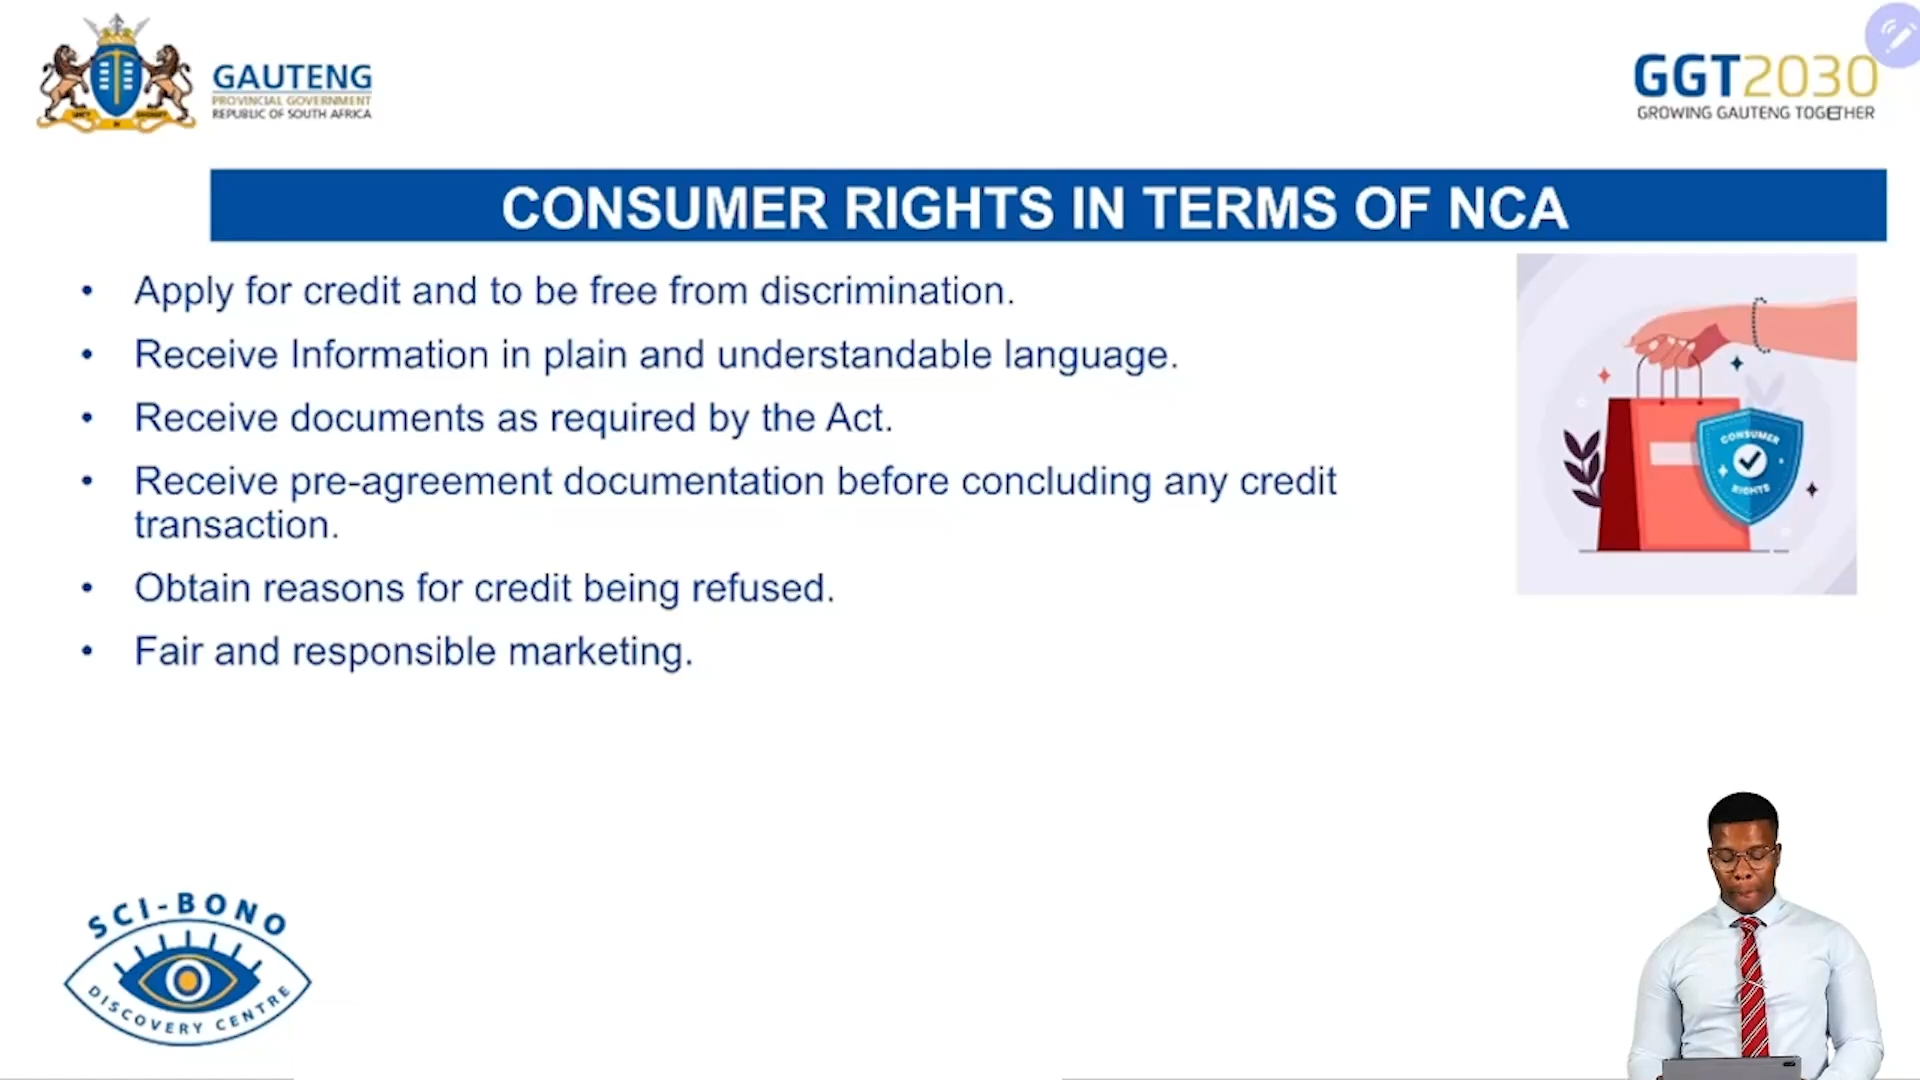 GAUTENG
PROVINCIAL GOVERNMENT
REPUBLIC OF SOUTH AFRICA
GGT2030
GROWING GAUTENG TOGETHER
CONSUMER RIGHTS IN TERMS OF NCA
• Apply for credit and to be free from discrimination.
• Receive Information in plain and understandable language.
• Receive documents as required by the Act.
• Receive pre-agreement documentation before concluding any credit
transaction.
• Obtain reasons for credit being refused.
• Fair and responsible marketing.
CONSUMER
RIGHTS
SCI-BONO
DISCOVERY CENTRE